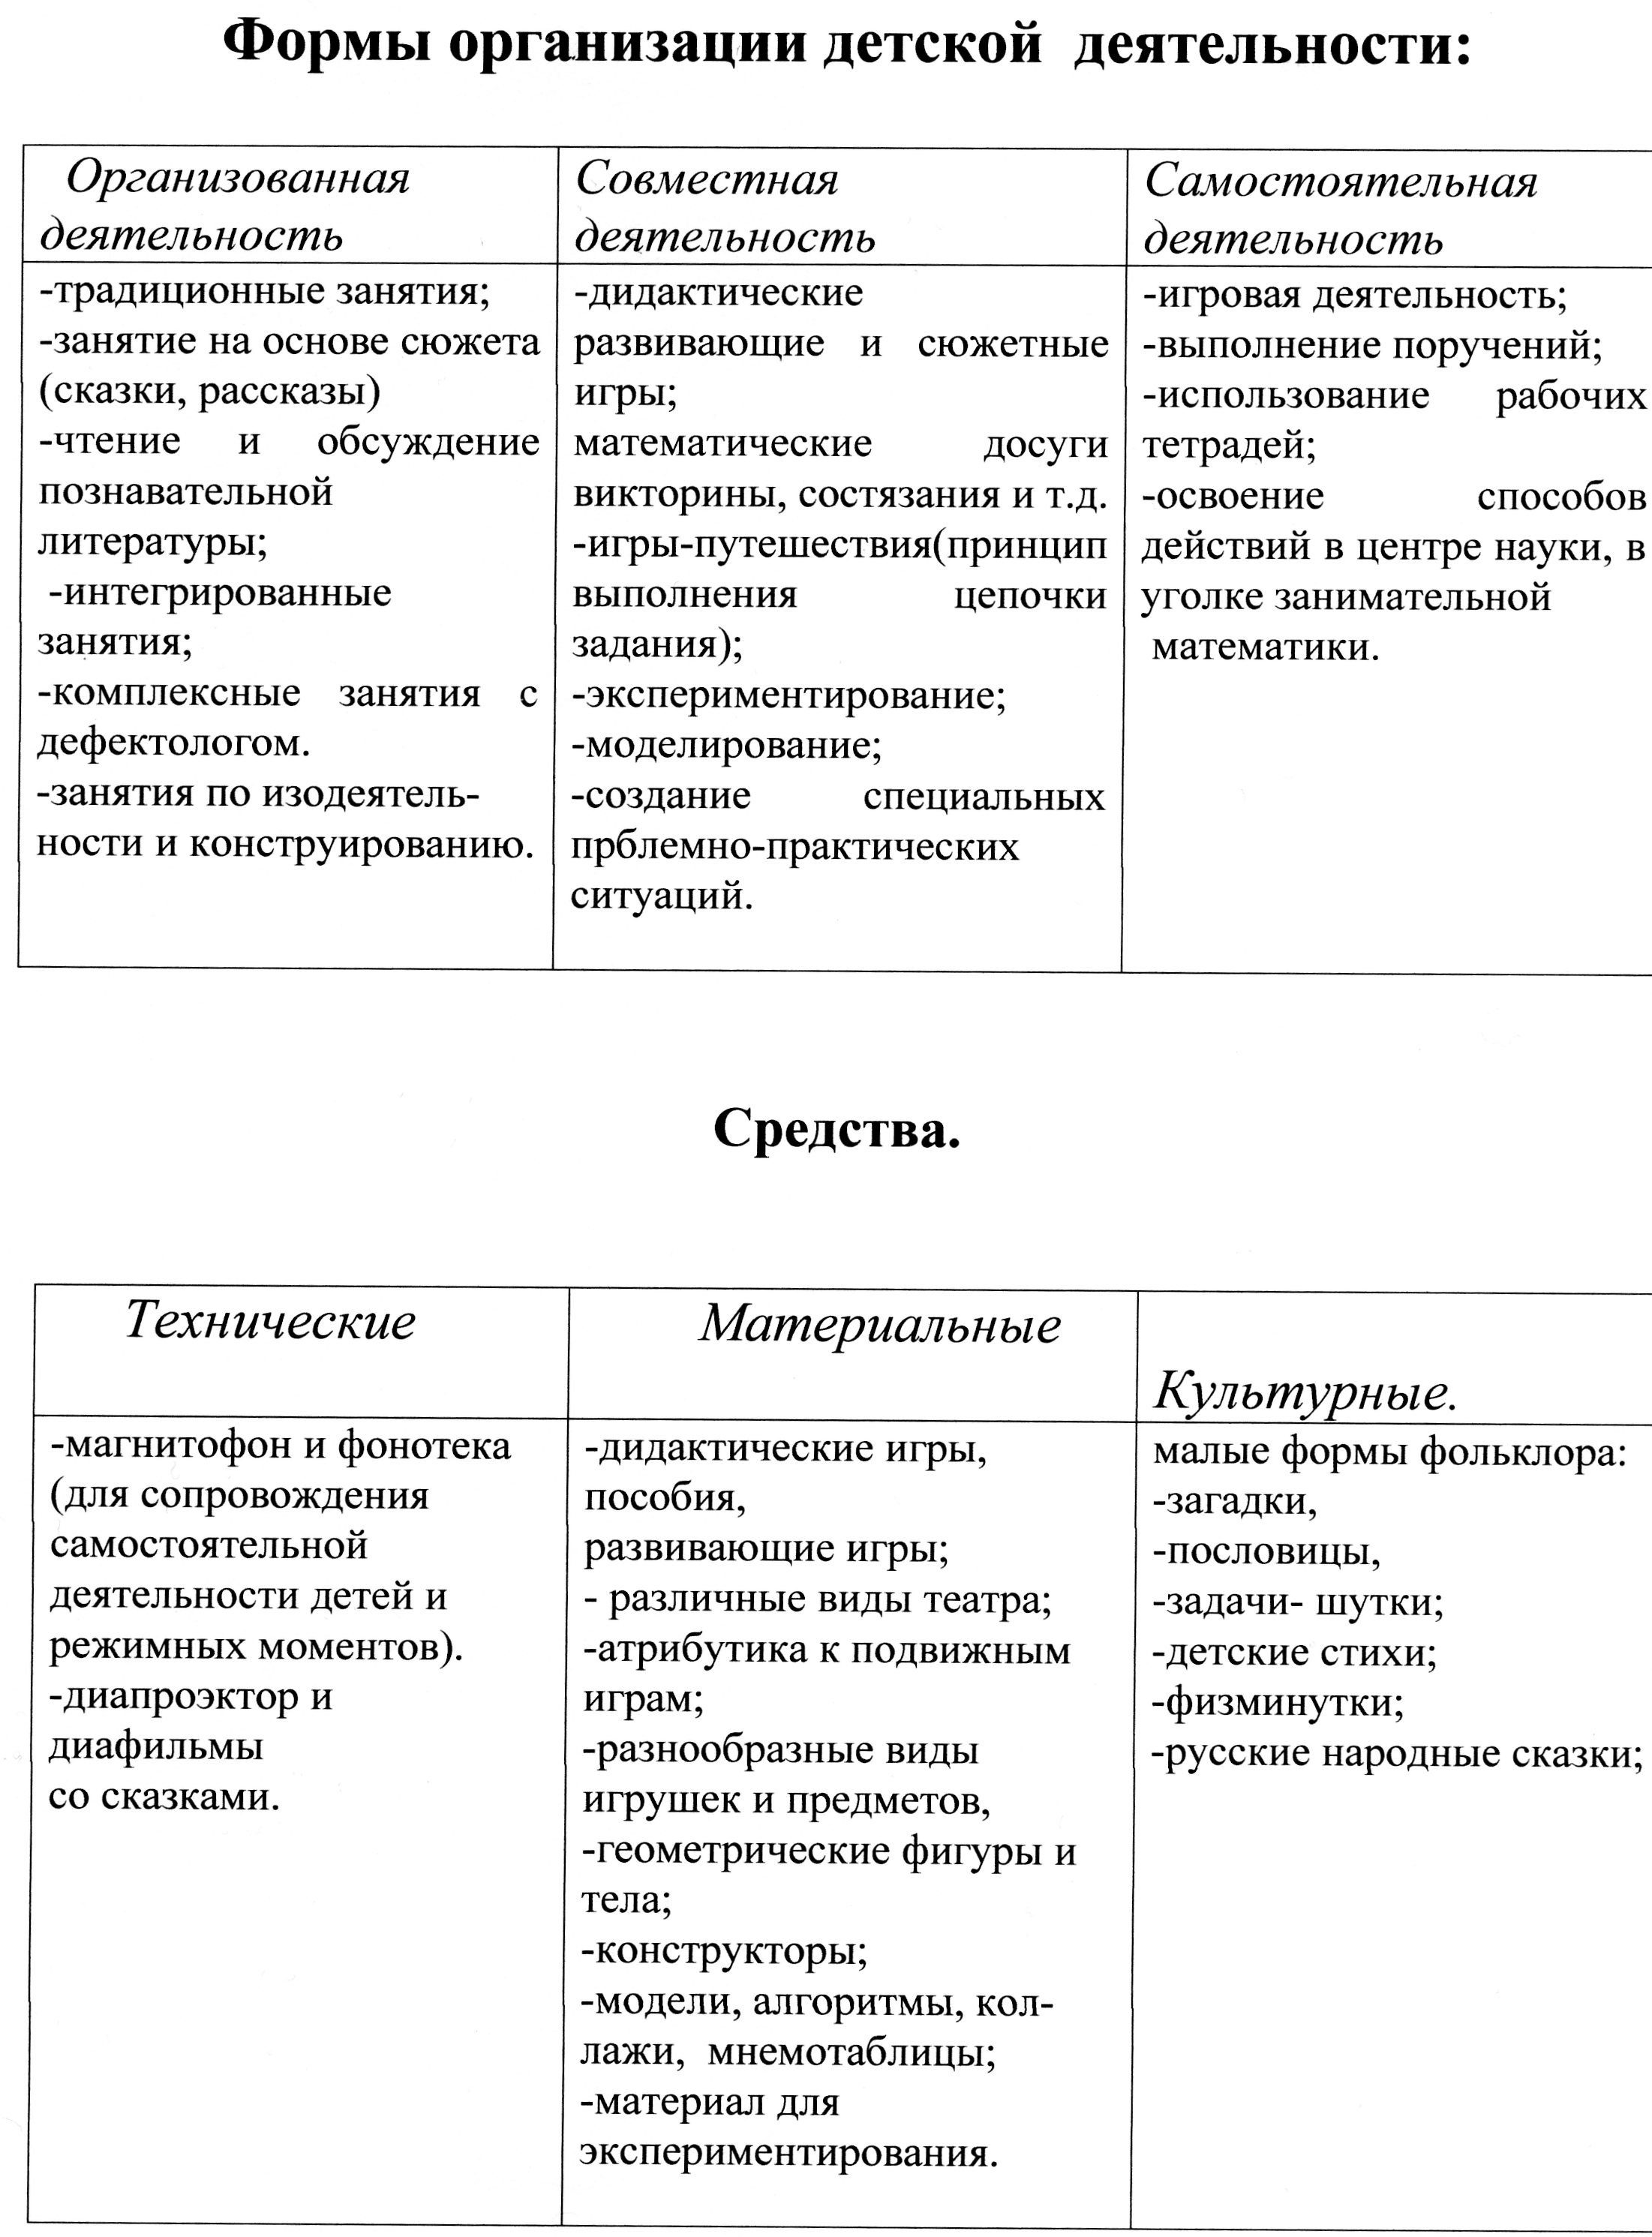 Формы организации детской деятельности:
Организованная
деятельность
Совместная
деятельность
Самостоятельная
деятельность
-традиционные занятия;
-занятие на основе сюжета
(сказки, рассказы)
-чтение и обсуждение
познавательной
литературы;
-интегрированные
занятия;
-комплексные занятия с
дефектологом.
-занятия по изодеятель-
ности и конструированию.
-дидактические
развивающие и сюжетные
игры;
математические досуги
викторины, состязания и т.д.
-игры-путешествия(принцип
выполнения цепочки
задания);
-экспериментирование;
-моделирование;
-создание специальных
прблемно-практических
ситуаций.
-игровая деятельность;
-выполнение поручений;
-использование рабочих
тетрадей;
-освоение способов
действий в центре науки, в
уголке занимательной
математики.
Средства.
Технические
Материальные
Культурные.
-магнитофон и фонотека
(для сопровождения
самостоятельной
деятельности детей и
режимных моментов).
-диапроэктор и
диафильмы
со сказками.
-дидактические игры,
пособия,
развивающие игры;
- различные виды театра;
-атрибутика к подвижным
играм;
-разнообразные виды
игрушек и предметов,
-геометрические фигуры и
тела;
-конструкторы;
-модели, алгоритмы, кол-
лажи, мнемотаблицы;
-материал для
экспериментирования.
малые формы фольклора:
-загадки,
-пословицы,
-задачи- шутки;
-детские стихи;
-физминутки;
-русские народные сказки;